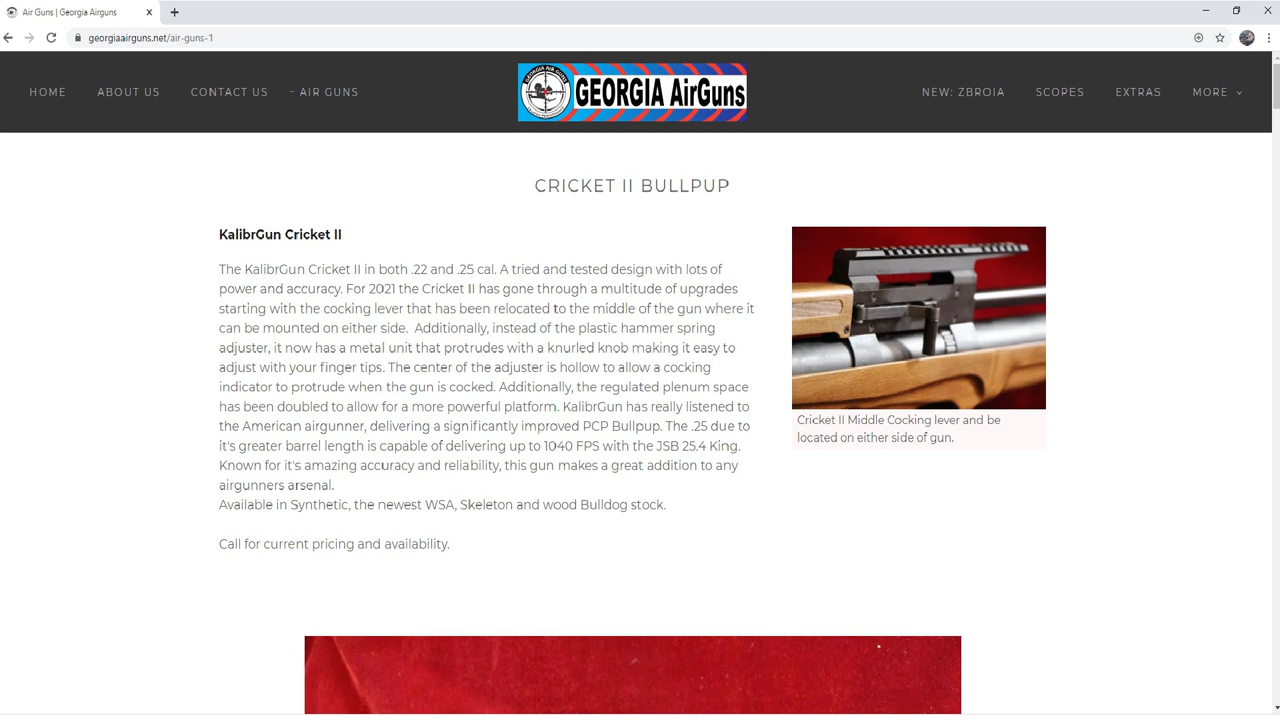 Air Guns | Georgia Airguns
georgiaairguns.net/air-guns-1
HOME ABOUT US CONTACT US – AIR GUNS
GEORGIA AirGuns
NEW: ZBROIA SCOPES EXTRAS MORE
CRICKET II BULLPUP
KalibrGun Cricket II
The KalibrGun Cricket II in both .22 and .25 cal. A tried and tested design with lots of
power and accuracy. For 2021 the Cricket II has gone through a multitude of upgrades
starting with the cocking lever that has been relocated to the middle of the gun where it
can be mounted on either side. Additionally, instead of the plastic hammer spring
adjuster, it now has a metal unit that protrudes with a knurled knob making it easy to
adjust with your finger tips. The center of the adjuster is hollow to allow a cocking
indicator to protrude when the gun is cocked. Additionally, the regulated plenum space
has been doubled to allow for a more powerful platform. KalibrGun has really listened to
the American airgunner, delivering a significantly improved PCP Bullpup. The .25 due to
it's greater barrel length is capable of delivering up to 1040 FPS with the JSB 25.4 King.
Known for it's amazing accuracy and reliability, this gun makes a great addition to any
airgunners arsenal.
Available in Synthetic, the newest WSA, Skeleton and wood Bulldog stock.
Call for current pricing and availability.
Cricket II Middle Cocking lever and be
located on either side of gun.